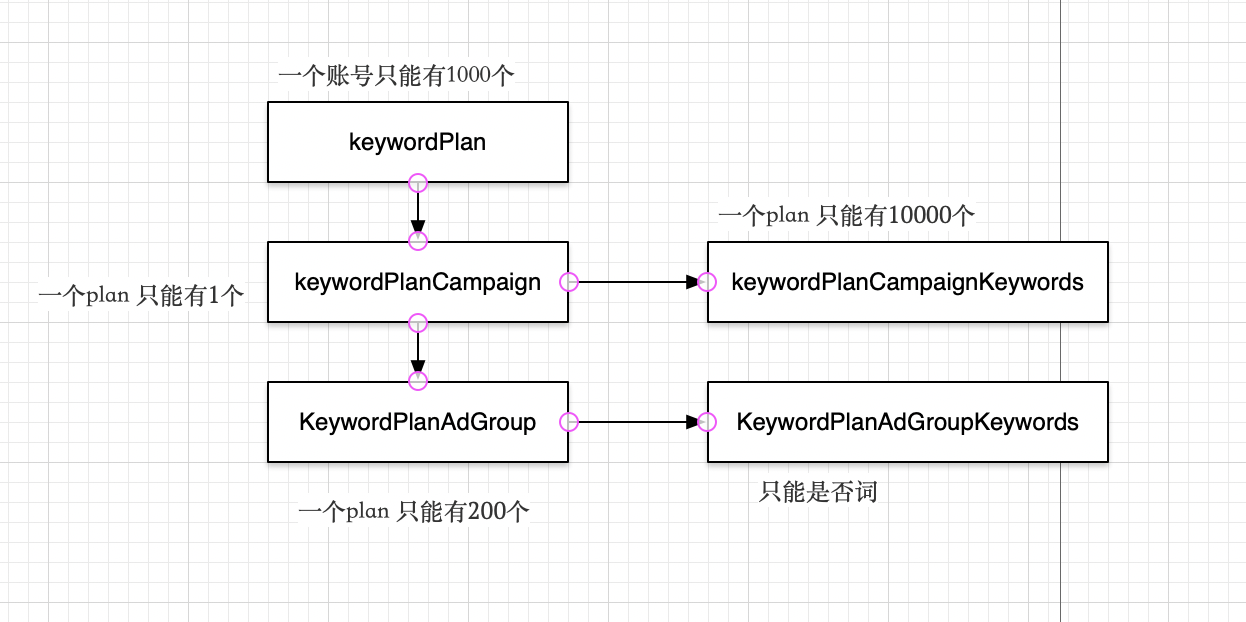 一个账号只能有1000个
keywordPlan
一个plan 只能有10000个
keywordPlanCampaign
keywordPlanCampaignKeywords
一个plan 只能有1个
KeywordPlanAdGroup
KeywordPlanAdGroupKeywords
只能是否词
一个plan 只能有200个